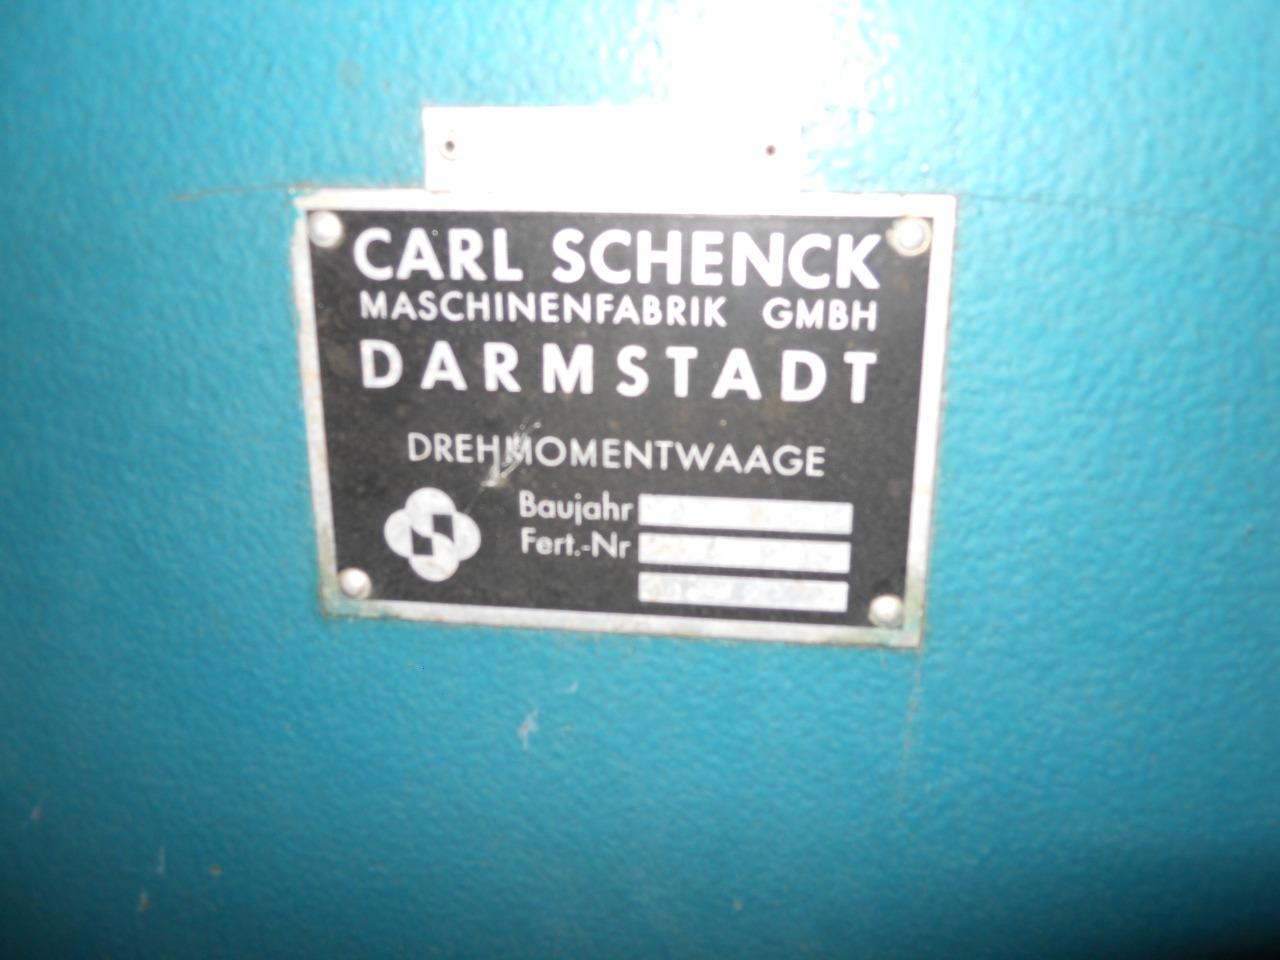 CARL SCHENCK
MASCHINENFABRIK GMBH
DARMSTADT
DREHMOMENTWAAGE
Baujahr
Fert.-Nr